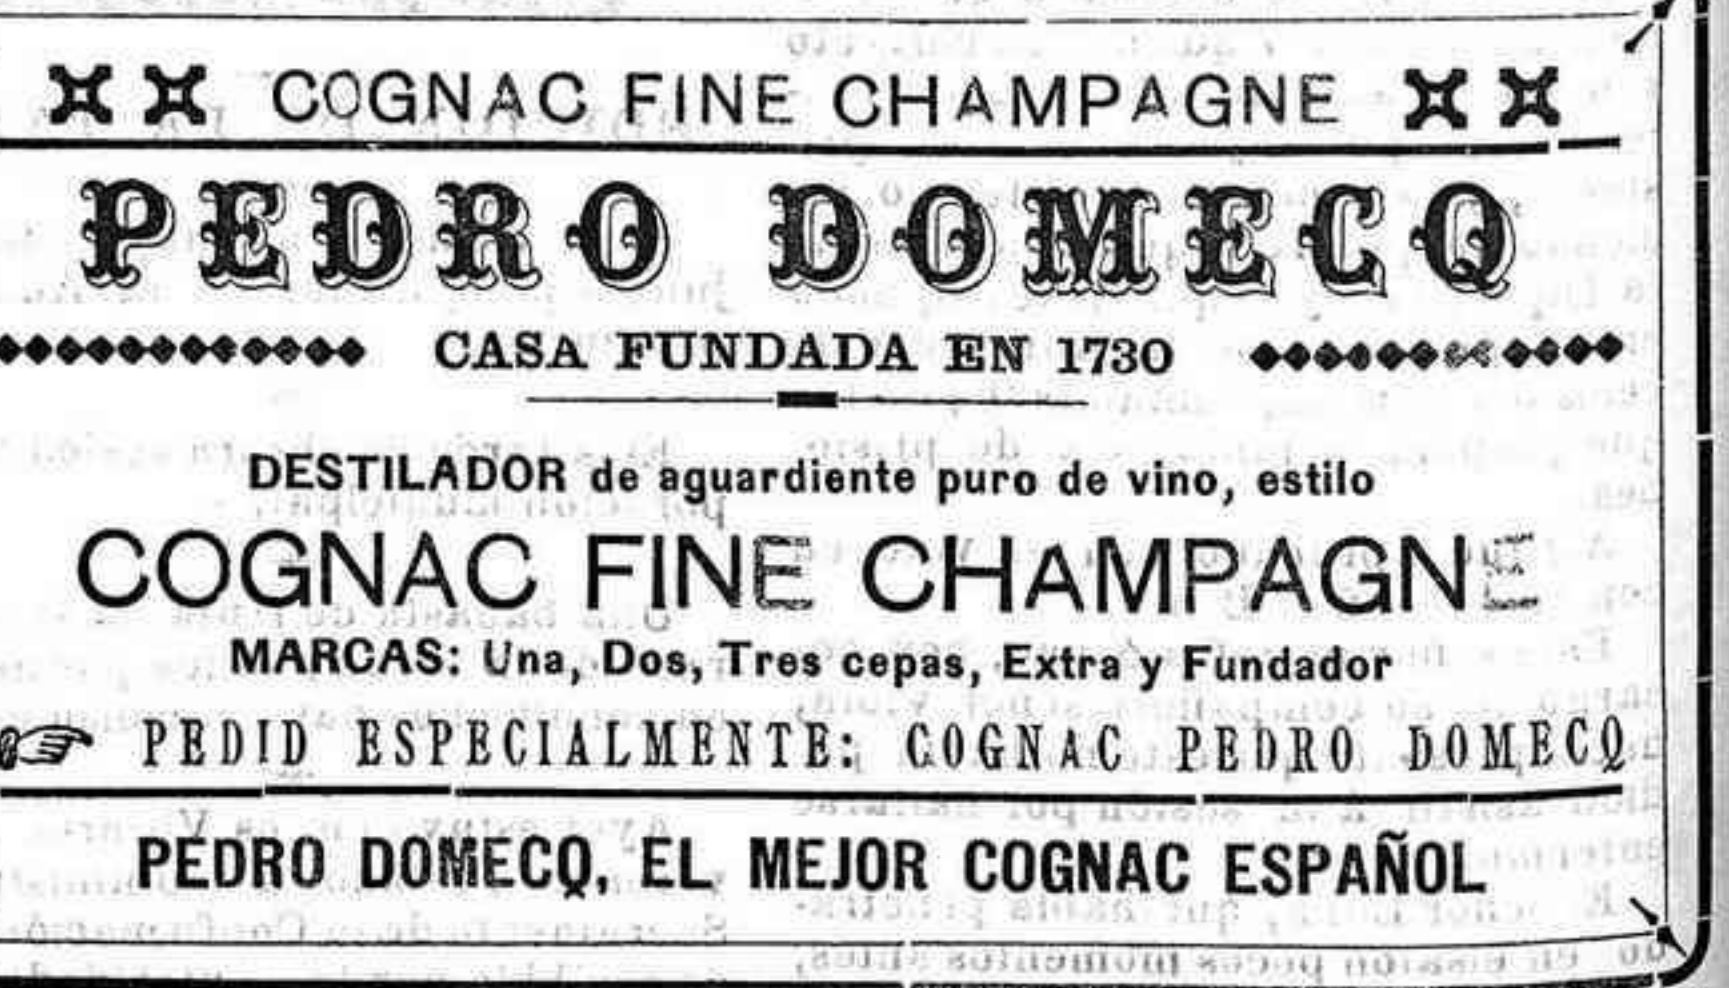 COGNAC FINE CHAMPAGNE
PEDRO DOMECQ
CASA FUNDADA EN 1730
DESTILADOR de aguardiente puro de vino, estilo
COGNAC FINE CHAMPAGNE
MARCAS: Una, Dos, Tres cepas, Extra y Fundador
PEDID ESPECIALMENTE: COGNAC PEDRO DOMECQ
PEDRO DOMECQ, EL MEJOR COGNAC ESPAÑOL